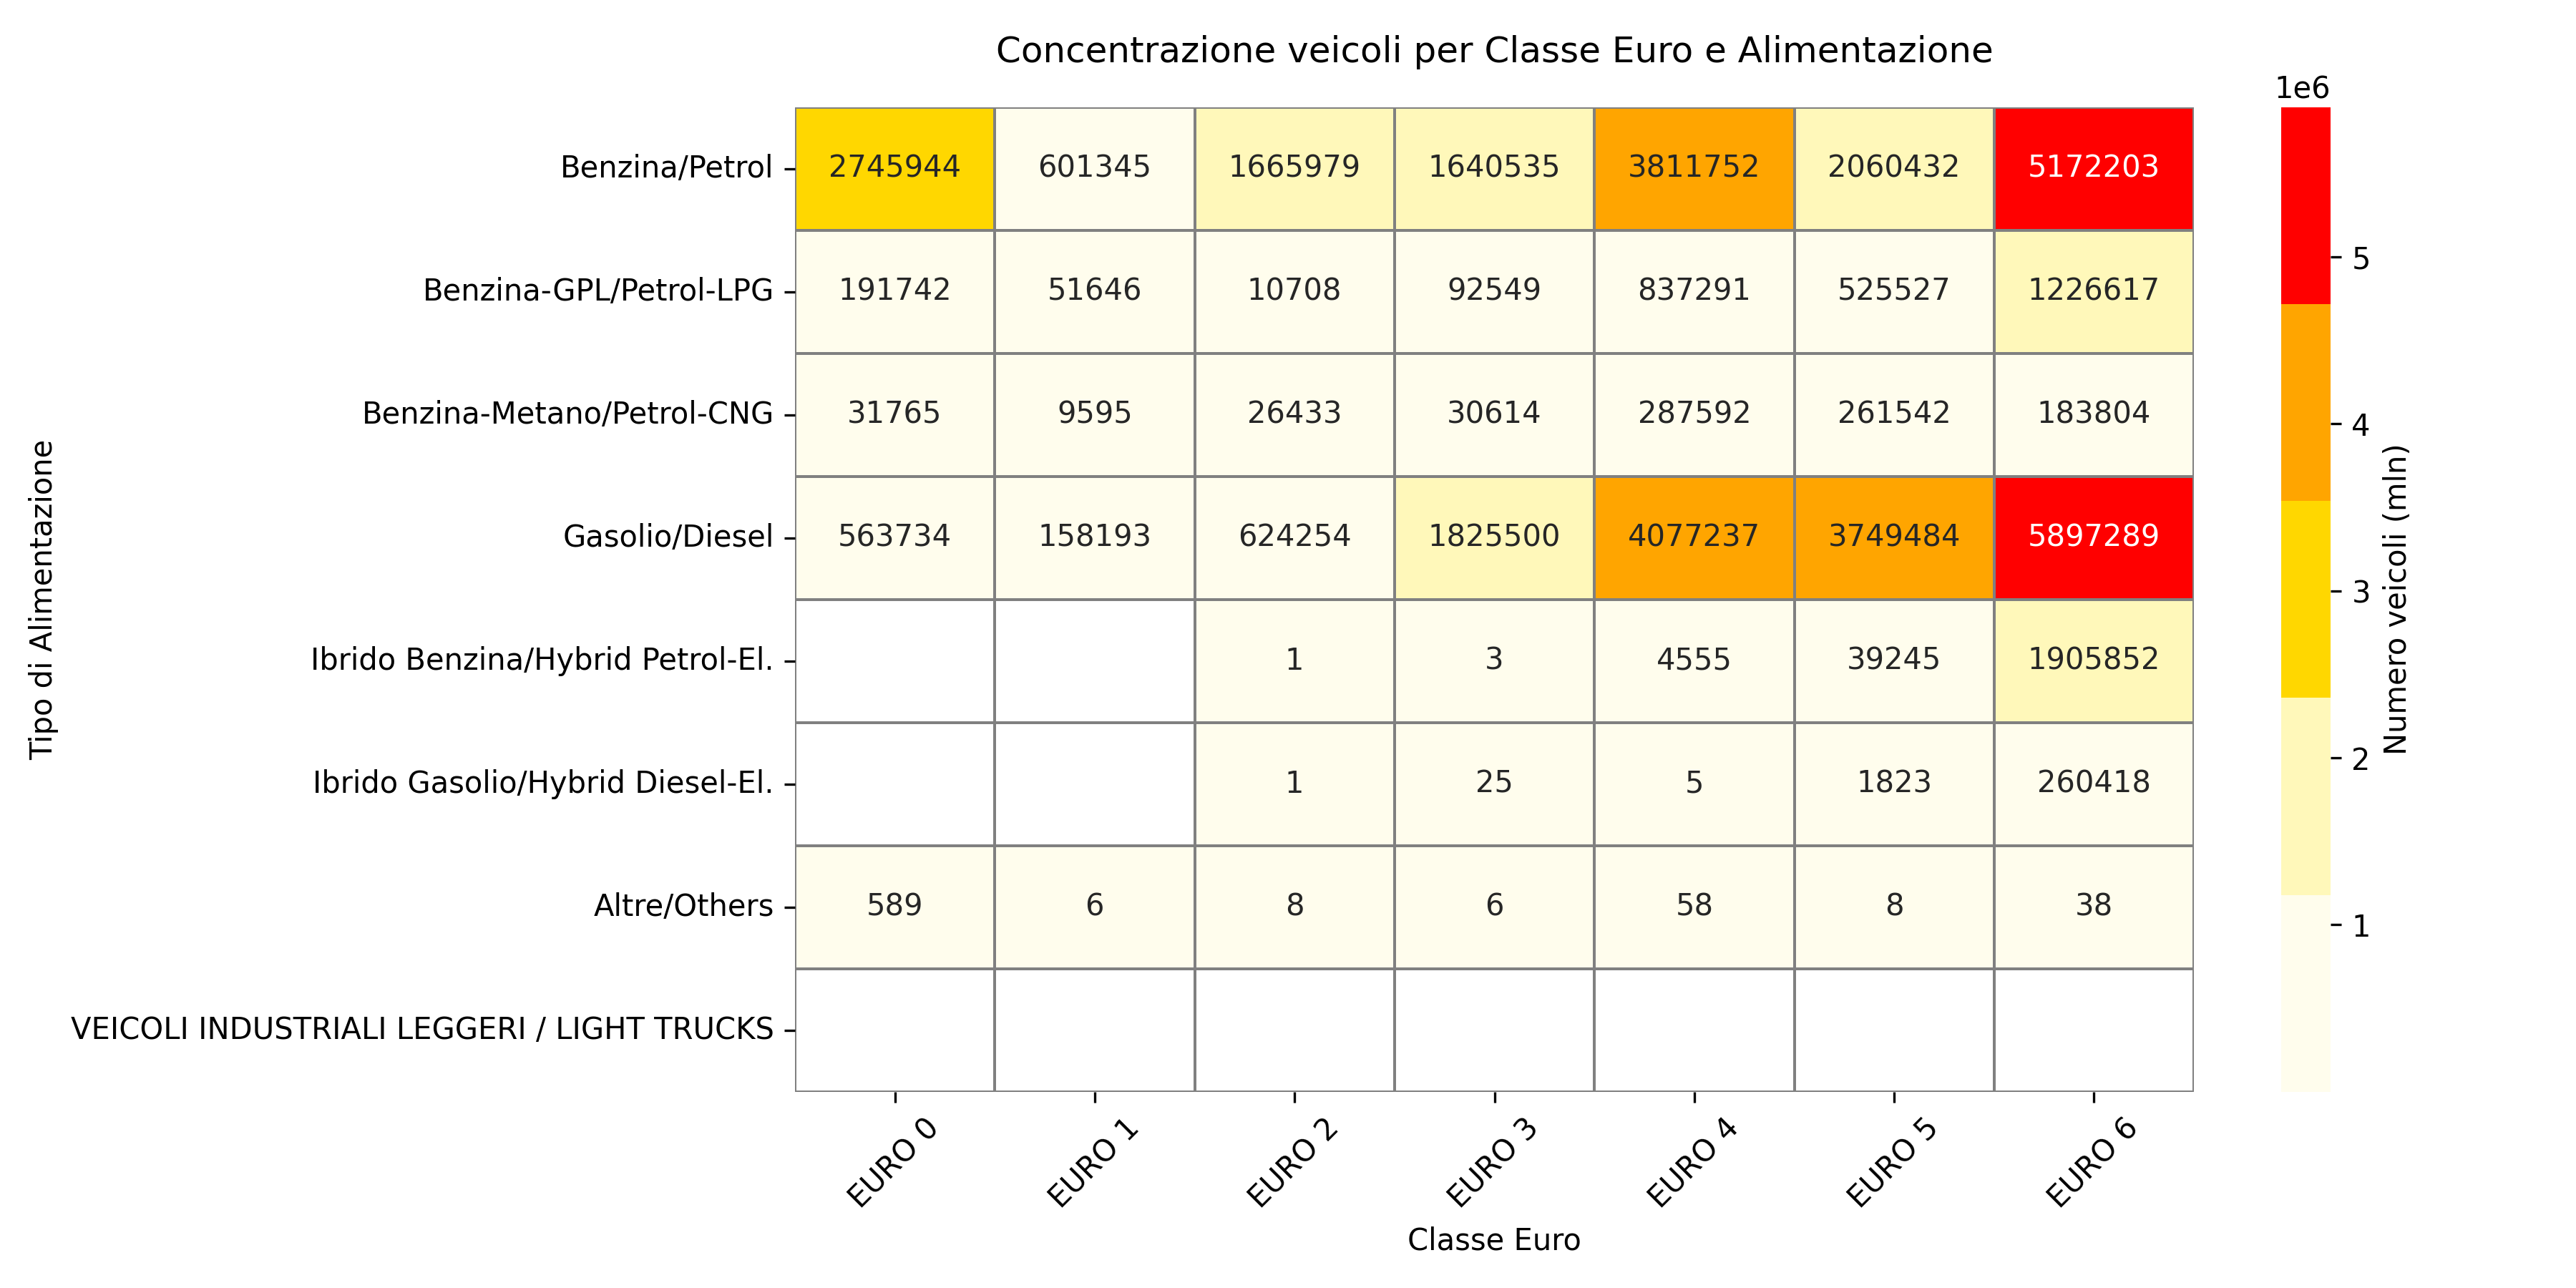 Concentrazione veicoli per Classe Euro e Alimentazione
1e6
Benzina/Petrol 2745944 601345 1665979 1640535 3811752 2060432 5172203
Benzina-GPL/Petrol-LPG 191742 51646 10708 92549 837291 525527 1226617
Benzina-Metano/Petrol-CNG 31765 9595 26433 30614 287592 261542 183804
Gasolio/Diesel 563734 158193 624254 1825500 4077237 3749484 5897289
Ibrido Benzina/Hybrid Petrol-El. 1 3 4555 39245 1905852
Ibrido Gasolio/Hybrid Diesel-El. 1 25 5 1823 260418
Altre/Others 589 6 8 6 58 8 38
VEICOLI INDUSTRIALI LEGGERI / LIGHT TRUCKS
EURO 0 EURO 1 EURO 2 EURO 3 EURO 4 EURO 5 EURO 6
Classe Euro
Tipo di Alimentazione
5
4
3
2
1
Numero veicoli (mln)